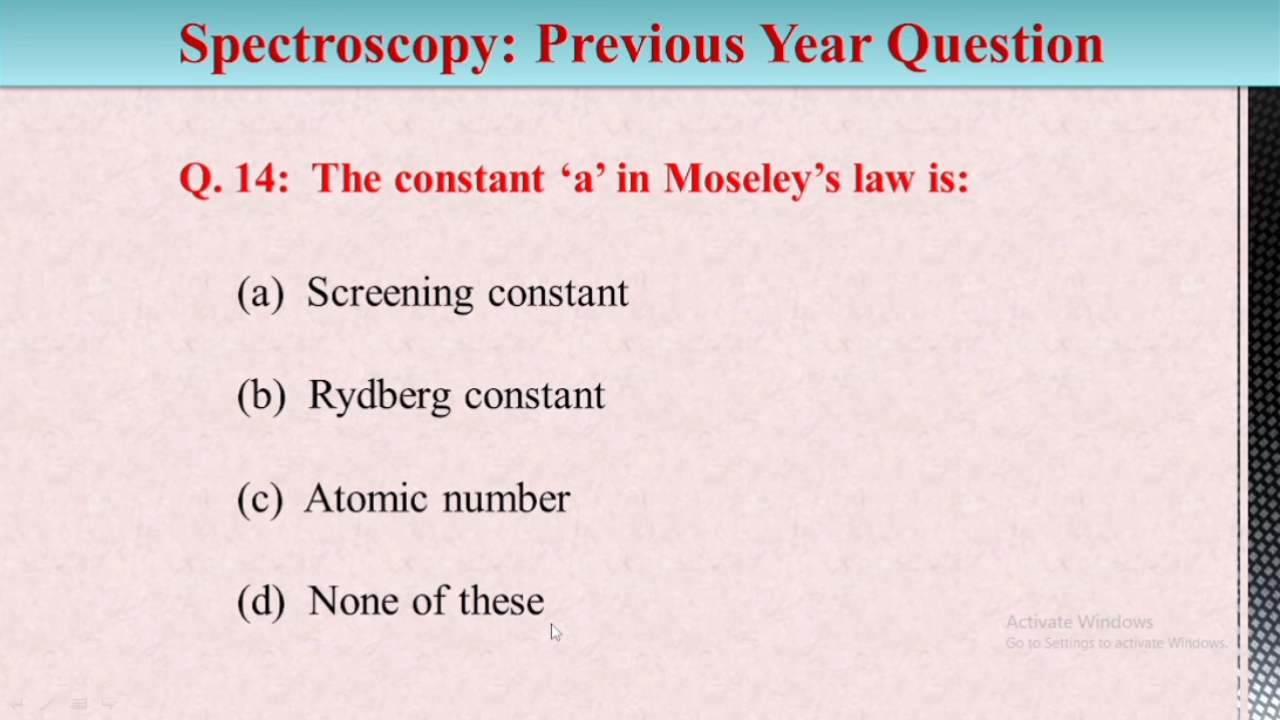 Spectroscopy: Previous Year Question
Q. 14: The constant ‘a’ in Moseley’s law is:
(a) Screening constant
(b) Rydberg constant
(c) Atomic number
(d) None of these
Activate Windows
Go to Settings to activate Windows.